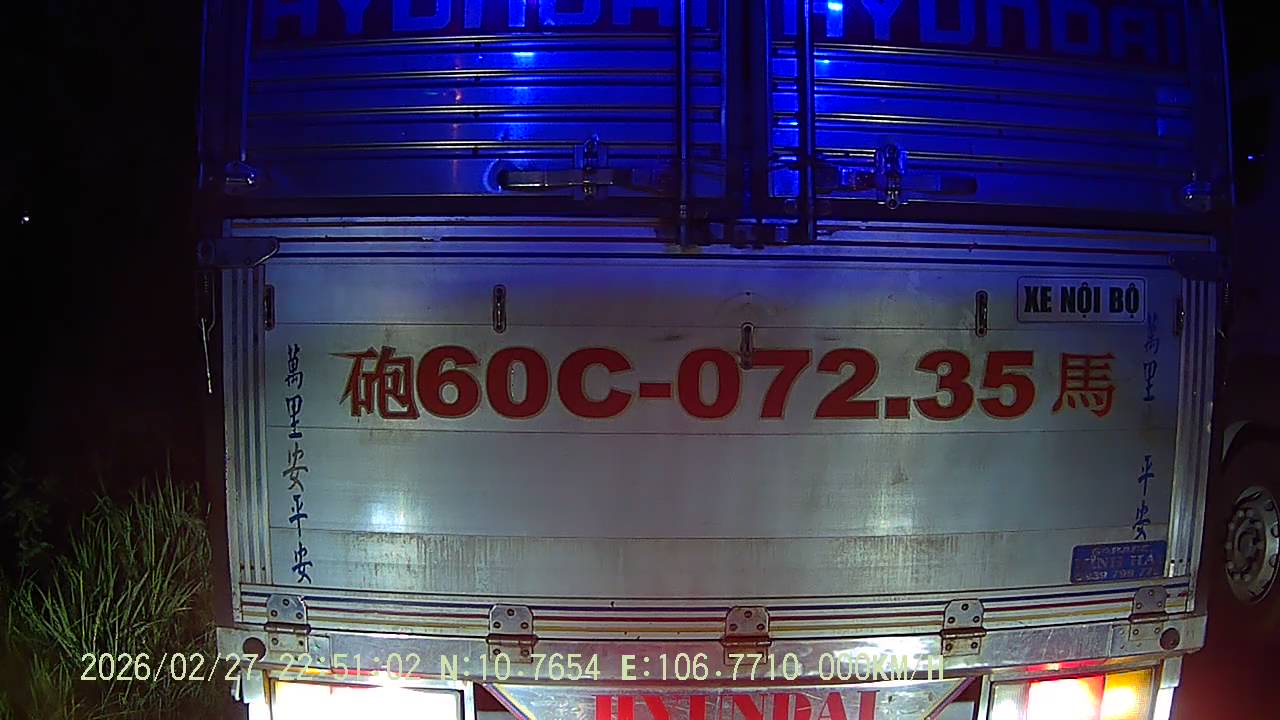 HYUNDAI HYUNDAI
XE NỘI BỘ
砲60C-072.35馬
萬里安平安
萬里平安
GARAGE
2026/02/27 22:51:02 N:10.7654 E:106.7710 000KM/H
HYUNDAI